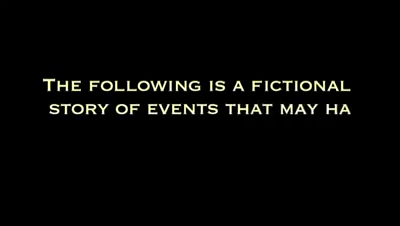 The following is a fictional
story of events that may ha